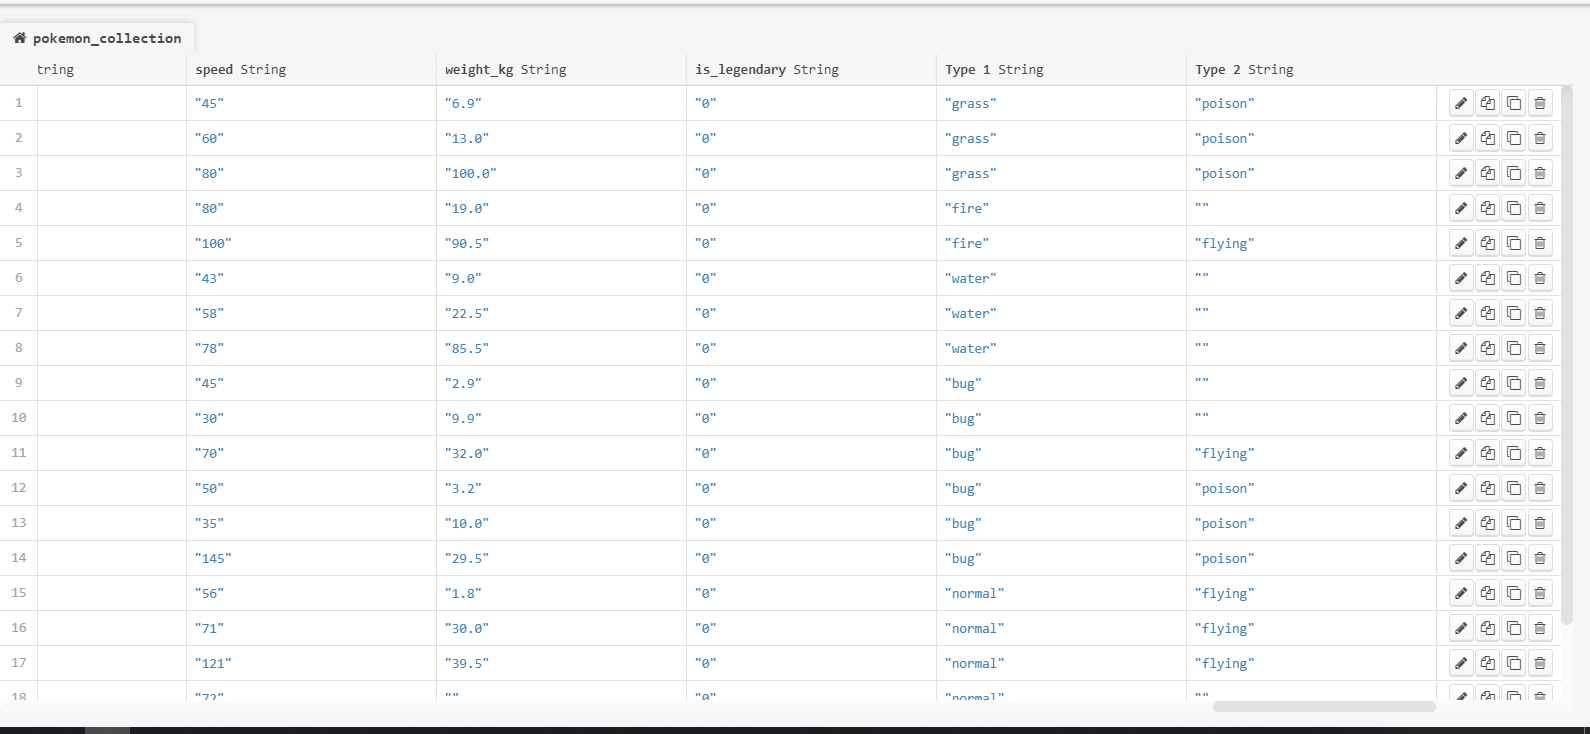 pokemon_collection
tring speed String weight_kg String is_legendary String Type 1 String Type 2 String
1 "45" "6.9" "0" "grass" "poison"
2 "60" "13.0" "0" "grass" "poison"
3 "80" "100.0" "0" "grass" "poison"
4 "80" "19.0" "0" "fire" ""
5 "100" "90.5" "0" "fire" "flying"
6 "43" "9.0" "0" "water" ""
7 "58" "22.5" "0" "water" ""
8 "78" "85.5" "0" "water" ""
9 "45" "2.9" "0" "bug" ""
10 "30" "9.9" "0" "bug" ""
11 "70" "32.0" "0" "bug" "flying"
12 "50" "3.2" "0" "bug" "poison"
13 "35" "10.0" "0" "bug" "poison"
14 "145" "29.5" "0" "bug" "poison"
15 "56" "1.8" "0" "normal" "flying"
16 "71" "30.0" "0" "normal" "flying"
17 "121" "39.5" "0" "normal" "flying"
18 "72" "" "0" "normal" ""